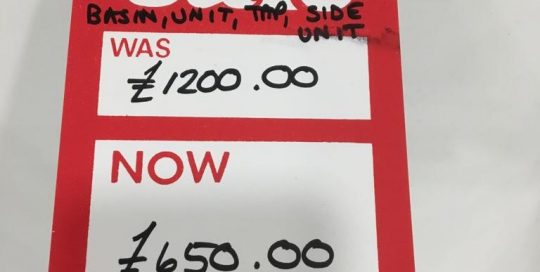 BASIN, UNIT, TAP, SIDE
UNIT
WAS
£1200.00
NOW
£650.00